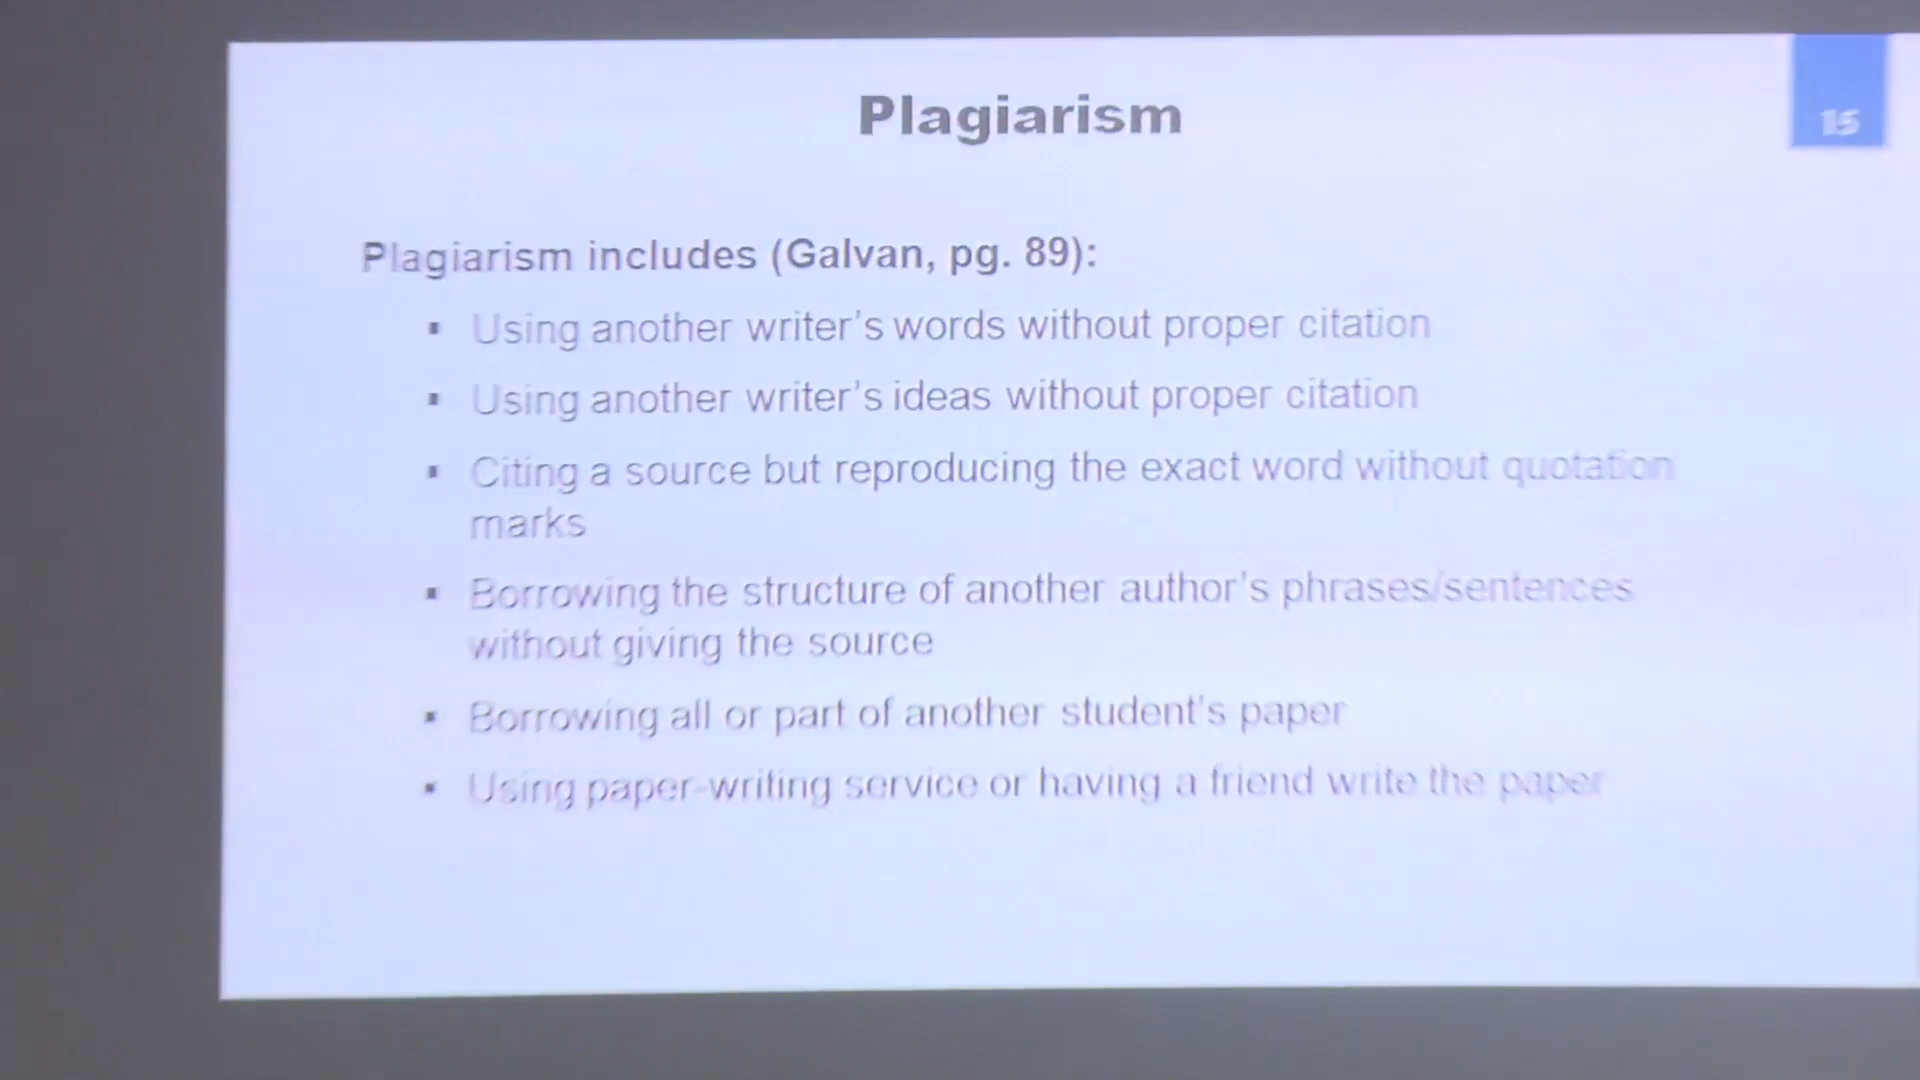 Plagiarism
15
Plagiarism includes (Galvan, pg. 89):
▪ Using another writer's words without proper citation
▪ Using another writer's ideas without proper citation
▪ Citing a source but reproducing the exact word without quotation
marks
▪ Borrowing the structure of another author's phrases/sentences
without giving the source
▪ Borrowing all or part of another student's paper
▪ Using paper-writing service or having a friend write the paper